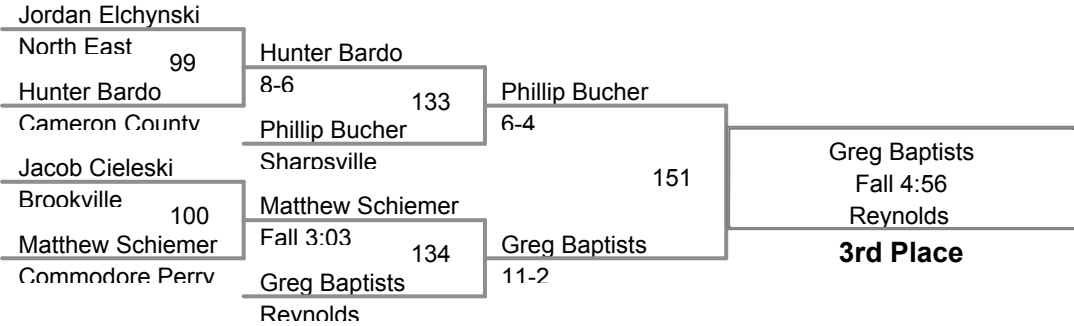 Jordan Elchynski
North East
99
Hunter Bardo
Cameron County
Hunter Bardo
8-6
133
Phillip Bucher
Sharpsville
Phillip Bucher
6-4
Jacob Cieleski
Brookville
100
Matthew Schiemer
Commodore Perry
Matthew Schiemer
Fall 3:03
134
Greg Baptists
Reynolds
Greg Baptists
11-2
151
Greg Baptists
Fall 4:56
Reynolds
3rd Place